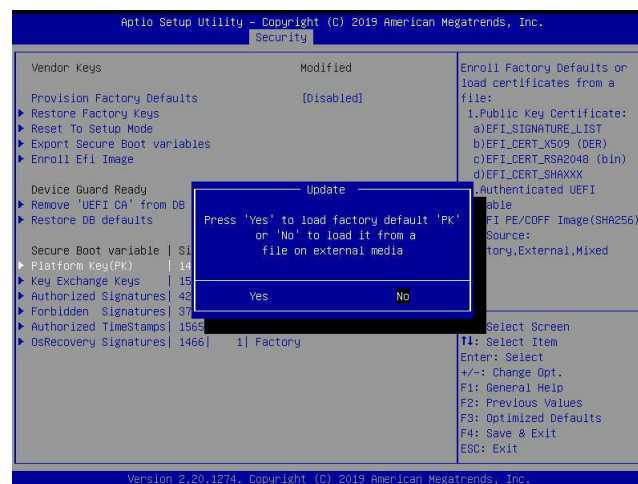 Aptio Setup Utility – Copyright (C) 2019 American Megatrends, Inc.
Security
Vendor Keys Modified
Provision Factory Defaults [Disabled]
Restore Factory Keys
Reset To Setup Mode
Export Secure Boot variables
Enroll Efi Image
Device Guard Ready
Remove 'UEFI CA' from DB
Restore DB defaults
Secure Boot variable | Si
Platform Key(PK) | 14
Key Exchange Keys | 15
Authorized Signatures| 42
Forbidden Signatures| 37
Authorized TimeStamps| 1565
OsRecovery Signatures| 1466| 1| Factory
Update
Press 'Yes' to load factory default 'PK'
or 'No' to load it from a
file on external media
Yes No
Enroll Factory Defaults or
load certificates from a
file:
1.Public Key Certificate:
a)EFI_SIGNATURE_LIST
b)EFI_CERT_X509 (DER)
c)EFI_CERT_RSA2048 (bin)
d)EFI_CERT_SHAXXX
.Authenticated UEFI
able
FI PE/COFF Image(SHA256)
Source:
tory,External,Mixed
Select Screen
↑↓: Select Item
Enter: Select
+/-: Change Opt.
F1: General Help
F2: Previous Values
F3: Optimized Defaults
F4: Save & Exit
ESC: Exit
Version 2.20.1274. Copyright (C) 2019 American Megatrends, Inc.